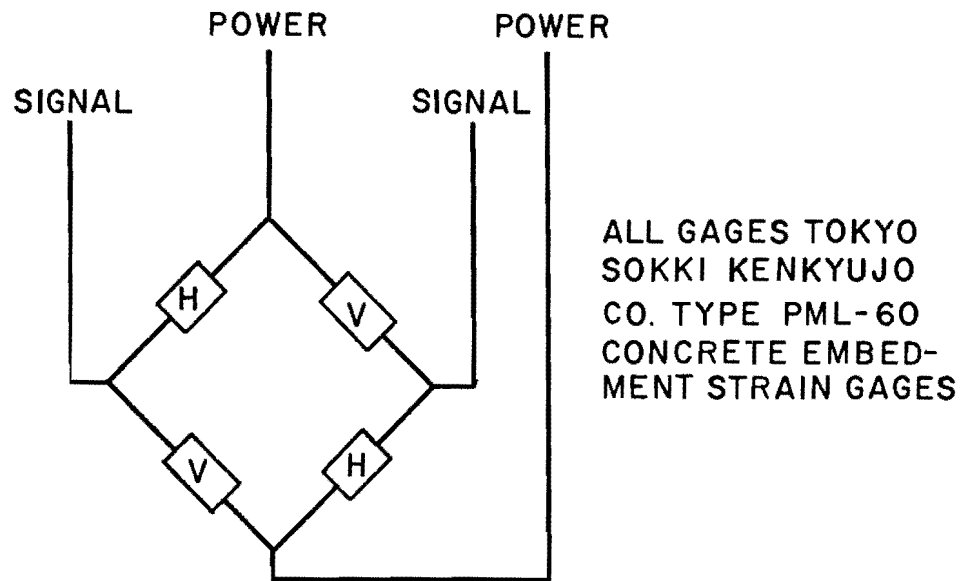 POWER
POWER
SIGNAL
SIGNAL
H
V
V
H
ALL GAGES TOKYO
SOKKI KENKYUJO
CO. TYPE PML-60
CONCRETE EMBED-
MENT STRAIN GAGES